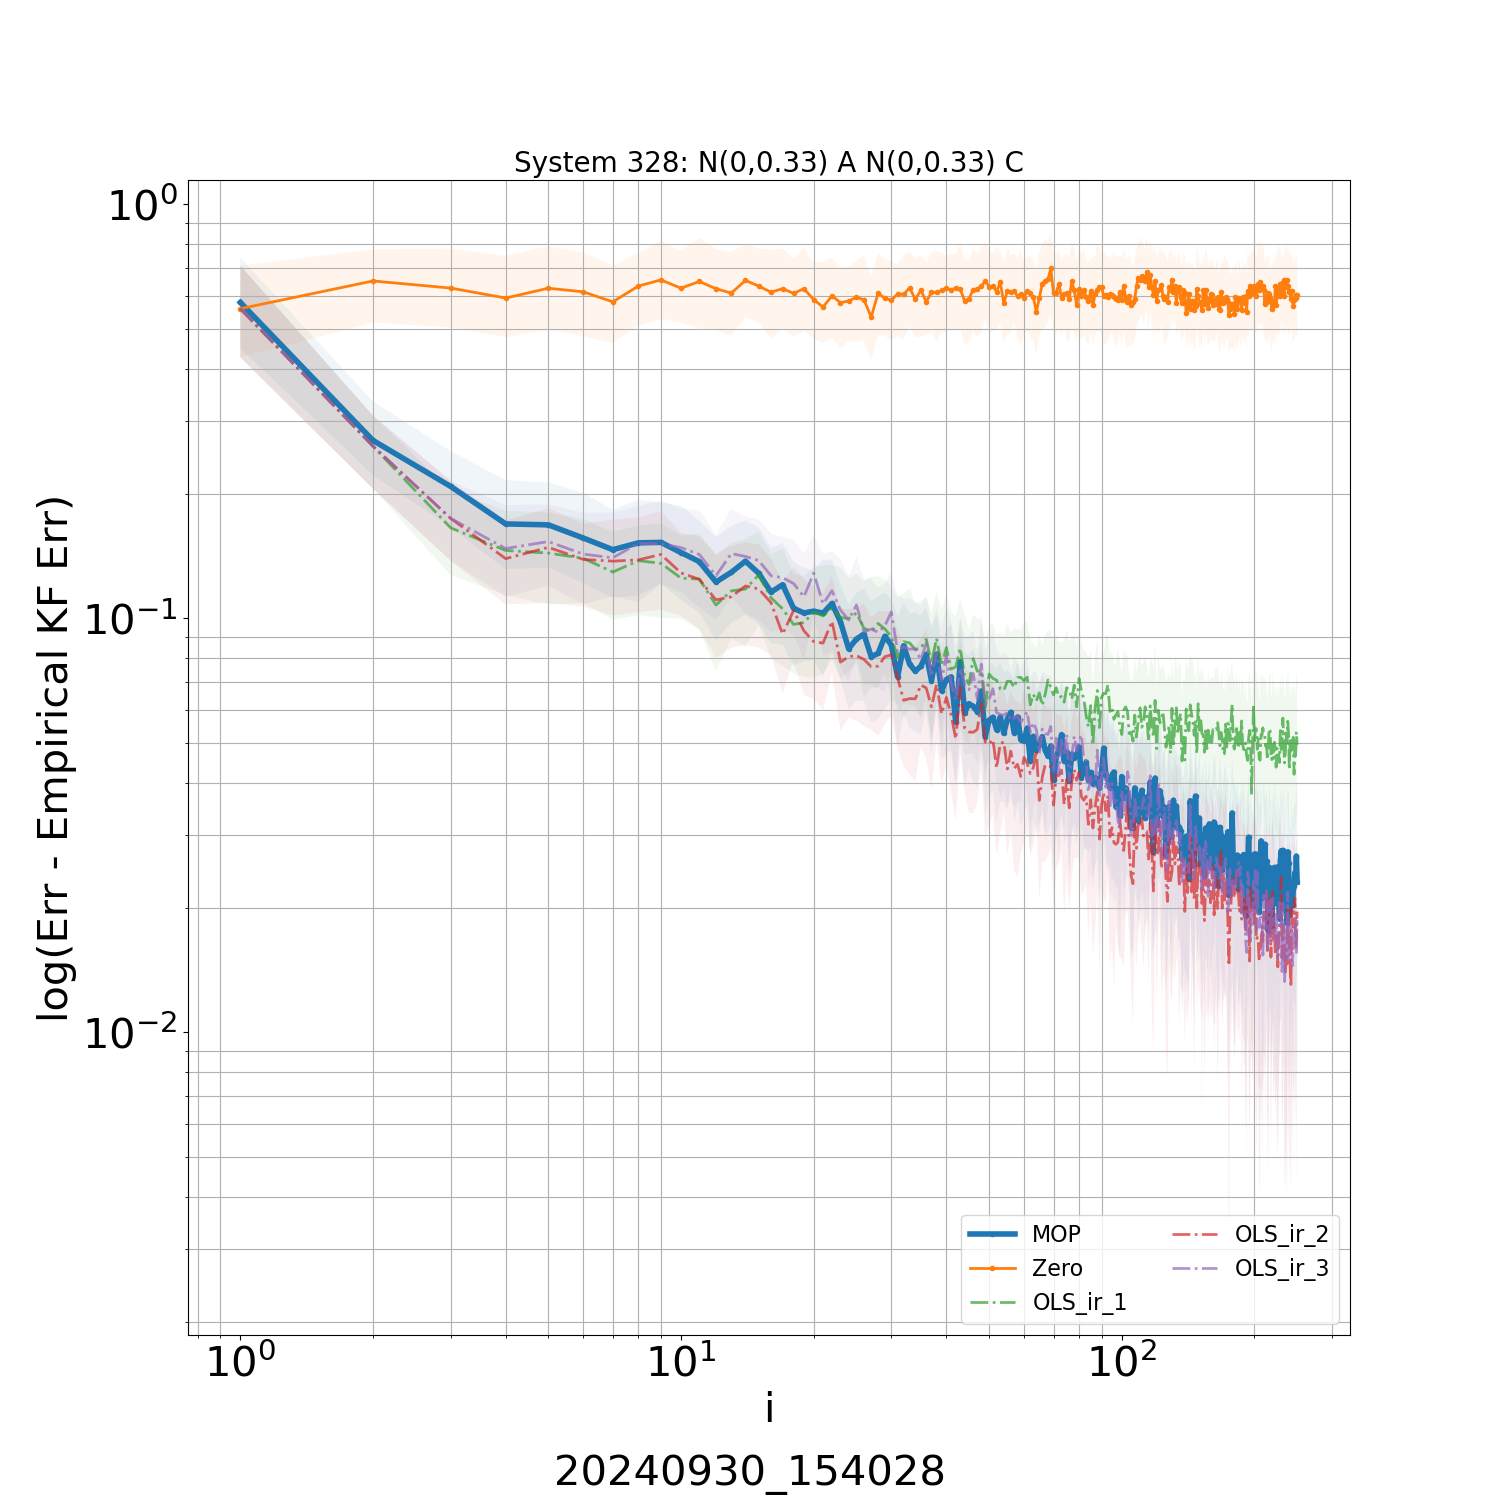 System 328: N(0,0.33) A N(0,0.33) C
log(Err - Empirical KF Err)
10⁰
10⁻¹
10⁻²
10⁰ 10¹ 10²
i
MOP
Zero
OLS_ir_1
OLS_ir_2
OLS_ir_3
20240930_154028